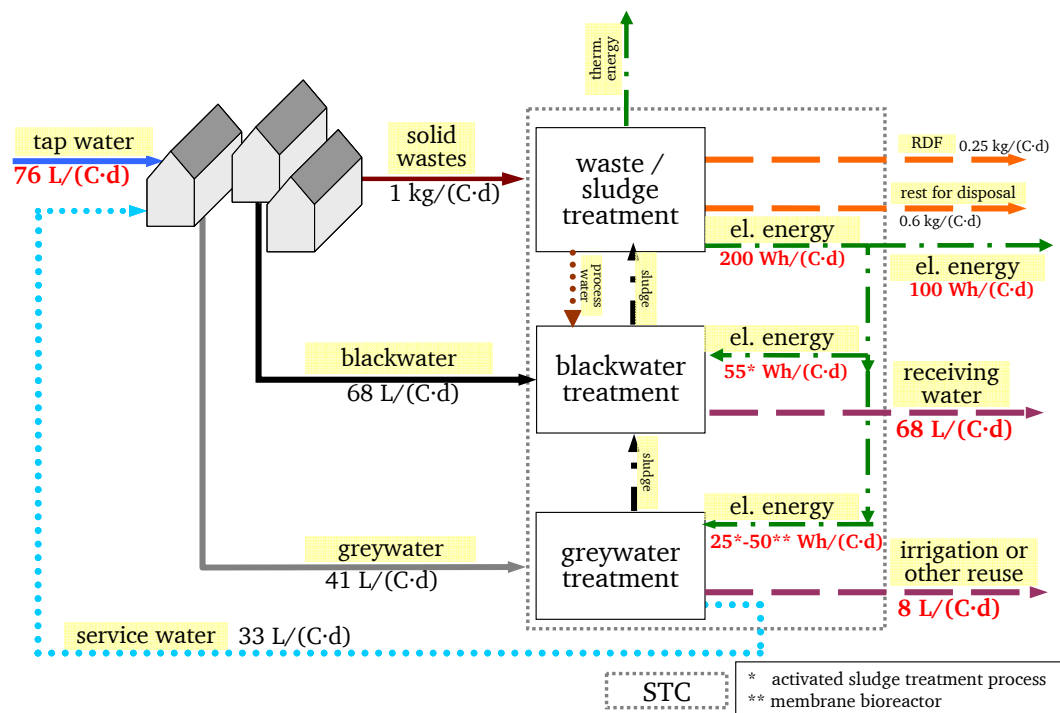 therm.
energy
tap water
76 L/(C·d)
solid
wastes
1 kg/(C·d)
waste /
sludge
treatment
RDF
0.25 kg/(C·d)
rest for disposal
0.6 kg/(C·d)
el. energy
200 Wh/(C·d)
el. energy
100 Wh/(C·d)
process
water
sludge
blackwater
68 L/(C·d)
blackwater
treatment
el. energy
55* Wh/(C·d)
receiving
water
68 L/(C·d)
sludge
greywater
41 L/(C·d)
greywater
treatment
el. energy
25*-50** Wh/(C·d)
irrigation or
other reuse
8 L/(C·d)
service water 33 L/(C·d)
STC
* activated sludge treatment process
** membrane bioreactor